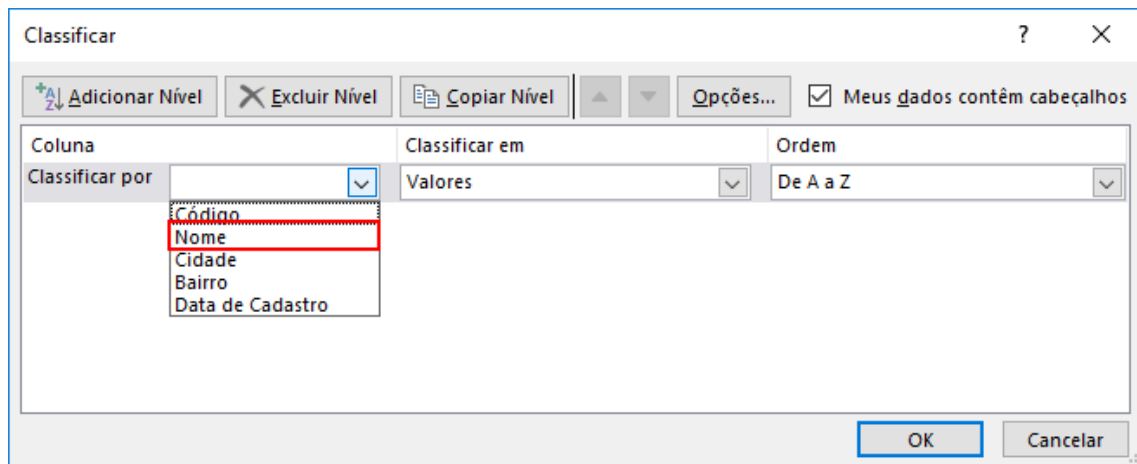 Classificar ?
Adicionar Nível Excluir Nível Copiar Nível Opções... Meus dados contêm cabeçalhos
Coluna Classificar em Ordem
Classificar por Valores De A a Z
Código
Nome
Cidade
Bairro
Data de Cadastro
OK Cancelar